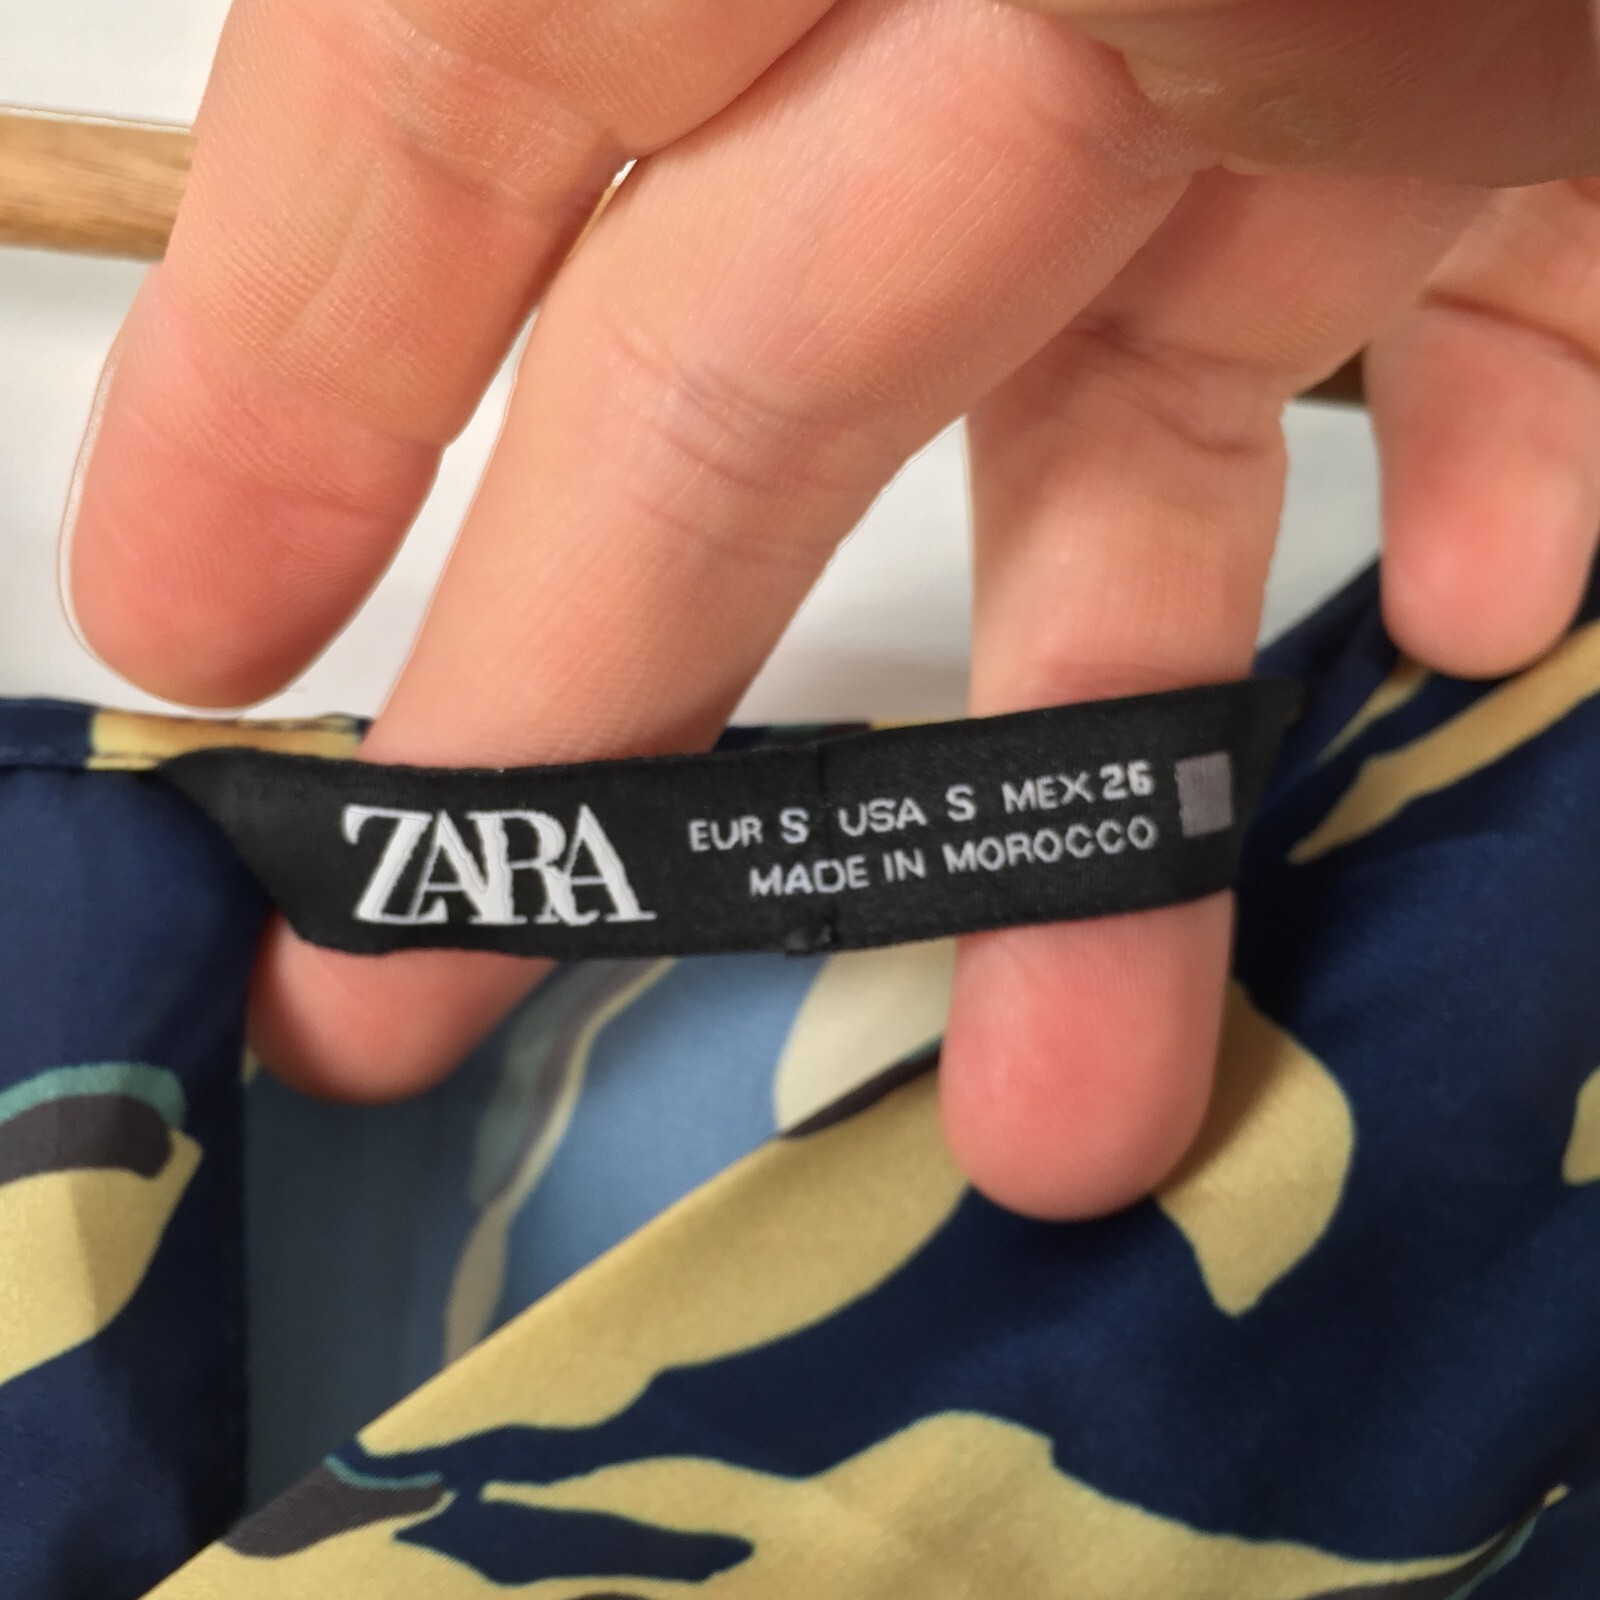 ZARA
EUR S USA S MEX 26
MADE IN MOROCCO